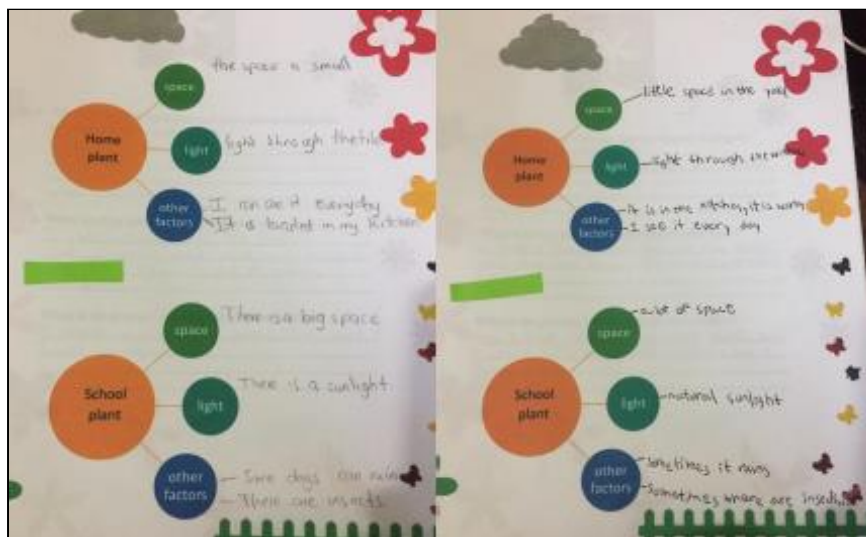 the space is small
space
Home
plant
light
light through the
other
factors
I can see it everyday
It is in my kitchen
There is a big space
space
School
plant
light
There is a sunlight
other
factors
Some days can rain
There are insects
little space in the
space
Home
plant
light
light through the window
other
factors
it is in the kitchen, it is
I see it every day
a lot of space
space
School
plant
light
natural sunlight
other
factors
sometimes it rains
sometimes there are insects